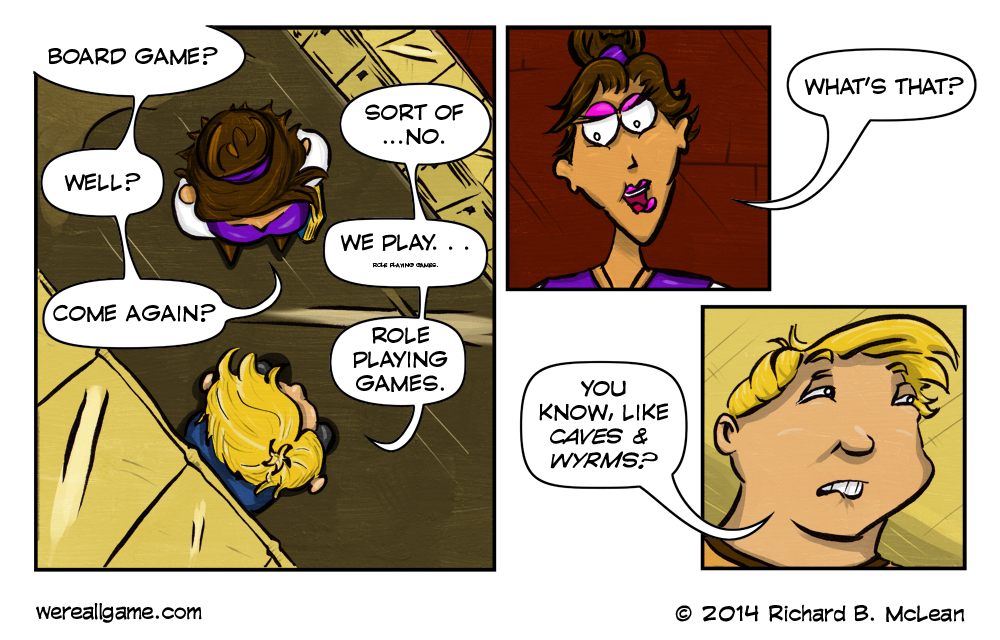 BOARD GAME?
SORT OF
...NO.
WELL?
WE PLAY. . .
ROLE PLAYING GAMES.
COME AGAIN?
ROLE
PLAYING
GAMES.
WHAT'S THAT?
YOU
KNOW, LIKE
CAVES &
WYRMS?
wereallgame.com
© 2014 Richard B. McLean